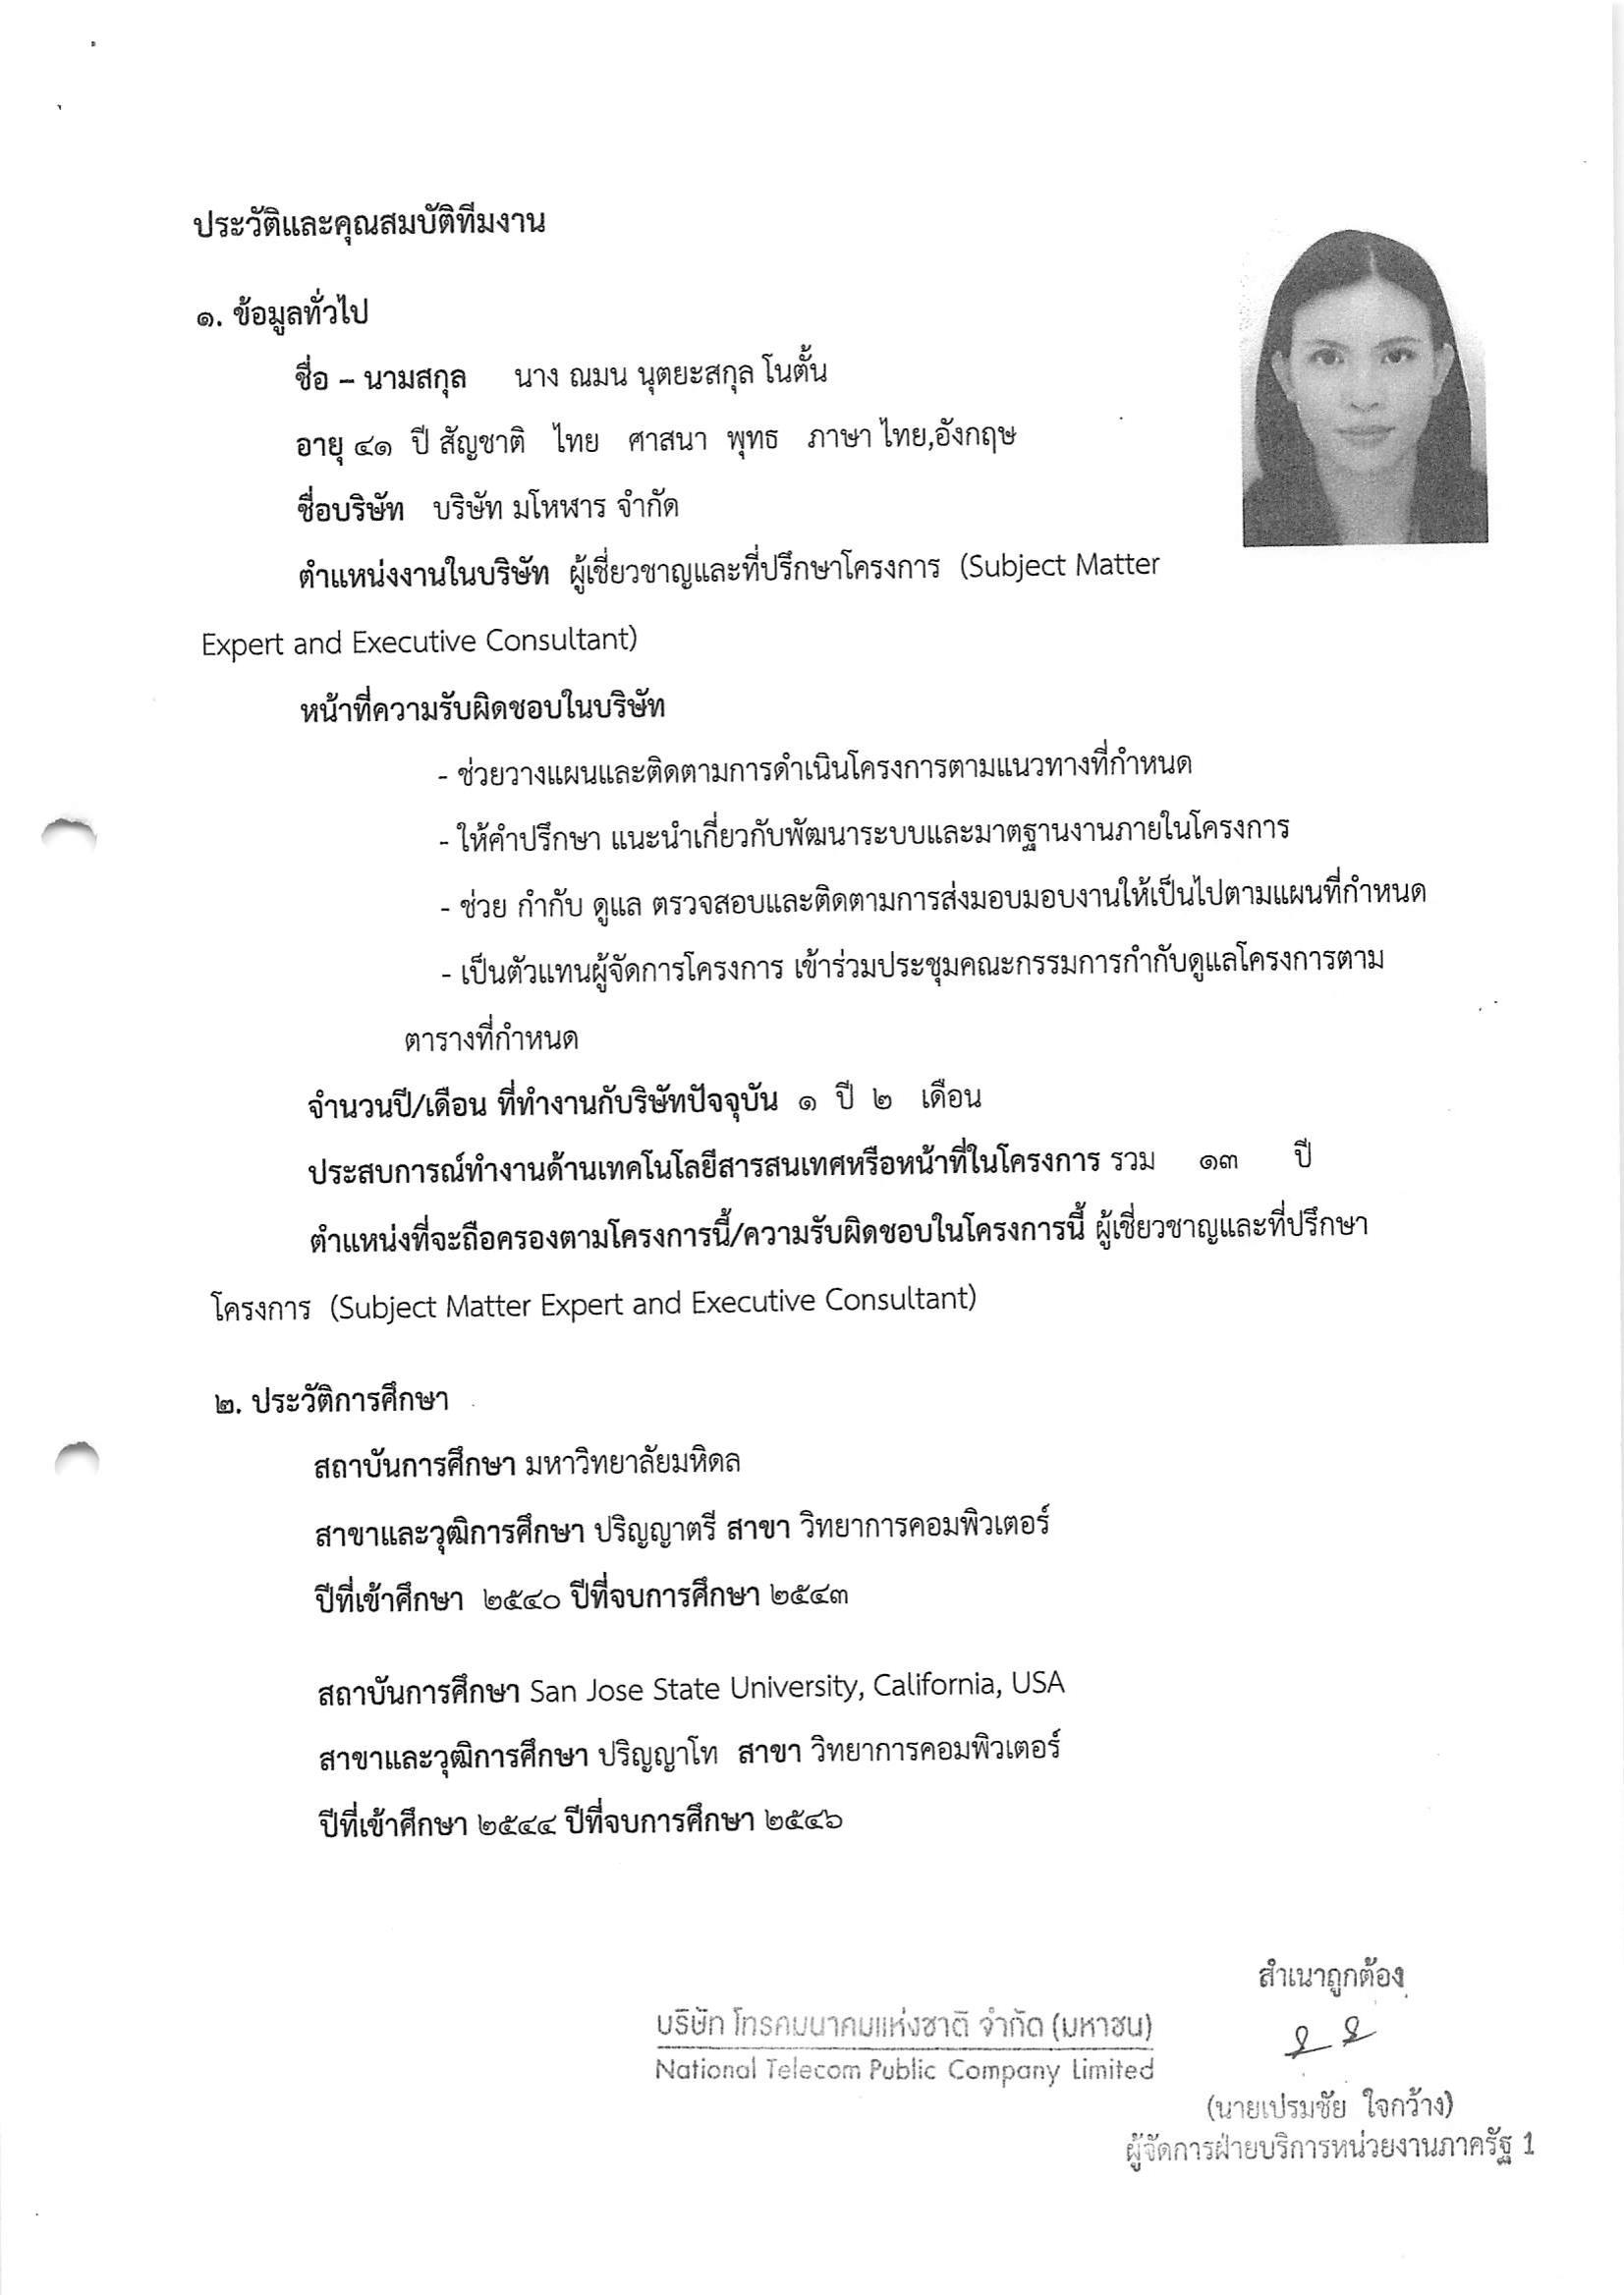 ประวัติและคุณสมบัติทีมงาน
๑. ข้อมูลทั่วไป
ชื่อ – นามสกุล นาง ณมน นุตยะสกุล โนตั้น
อายุ ๔๑ ปี สัญชาติ ไทย ศาสนา พุทธ ภาษา ไทย,อังกฤษ
ชื่อบริษัท บริษัท มโหฬาร จำกัด
ตำแหน่งงานในบริษัท ผู้เชี่ยวชาญและที่ปรึกษาโครงการ (Subject Matter
Expert and Executive Consultant)
หน้าที่ความรับผิดชอบในบริษัท
- ช่วยวางแผนและติดตามการดำเนินโครงการตามแนวทางที่กำหนด
- ให้คำปรึกษา แนะนำเกี่ยวกับพัฒนาระบบและมาตฐานงานภายในโครงการ
- ช่วย กำกับ ดูแล ตรวจสอบและติดตามการส่งมอบมอบงานให้เป็นไปตามแผนที่กำหนด
- เป็นตัวแทนผู้จัดการโครงการ เข้าร่วมประชุมคณะกรรมการกำกับดูแลโครงการตาม
ตารางที่กำหนด
จำนวนปี/เดือน ที่ทำงานกับริษัทปัจจุบัน ๑ ปี ๒ เดือน
ประสบการณ์ทำงานด้านเทคโนโลยีสารสนเทศหรือหน้าที่ในโครงการ รวม ๑๓ ปี
ตำแหน่งที่จะถือครองตามโครงการนี้/ความรับผิดชอบในโครงการนี้ ผู้เชี่ยวชาญและที่ปรึกษา
โครงการ (Subject Matter Expert and Executive Consultant)
๒. ประวัติการศึกษา
สถาบันการศึกษา มหาวิทยาลัยมหิดล
สาขาและวุฒิการศึกษา ปริญญาตรี สาขา วิทยาการคอมพิวเตอร์
ปีที่เข้าศึกษา ๒๕๔๐ ปีที่จบการศึกษา ๒๕๔๓
สถาบันการศึกษา San Jose State University, California, USA
สาขาและวุฒิการศึกษา ปริญญาโท สาขา วิทยาการคอมพิวเตอร์
ปีที่เข้าศึกษา ๒๕๔๔ ปีที่จบการศึกษา ๒๕๔๖
สำเนาถูกต้อง
บริษัท โทรคมนาคมแห่งชาติ จำกัด (มหาชน)
National Telecom Public Company Limited
(นายเปรมชัย ใจกว้าง)
ผู้จัดการฝ่ายบริการหน่วยงานภาครัฐ 1